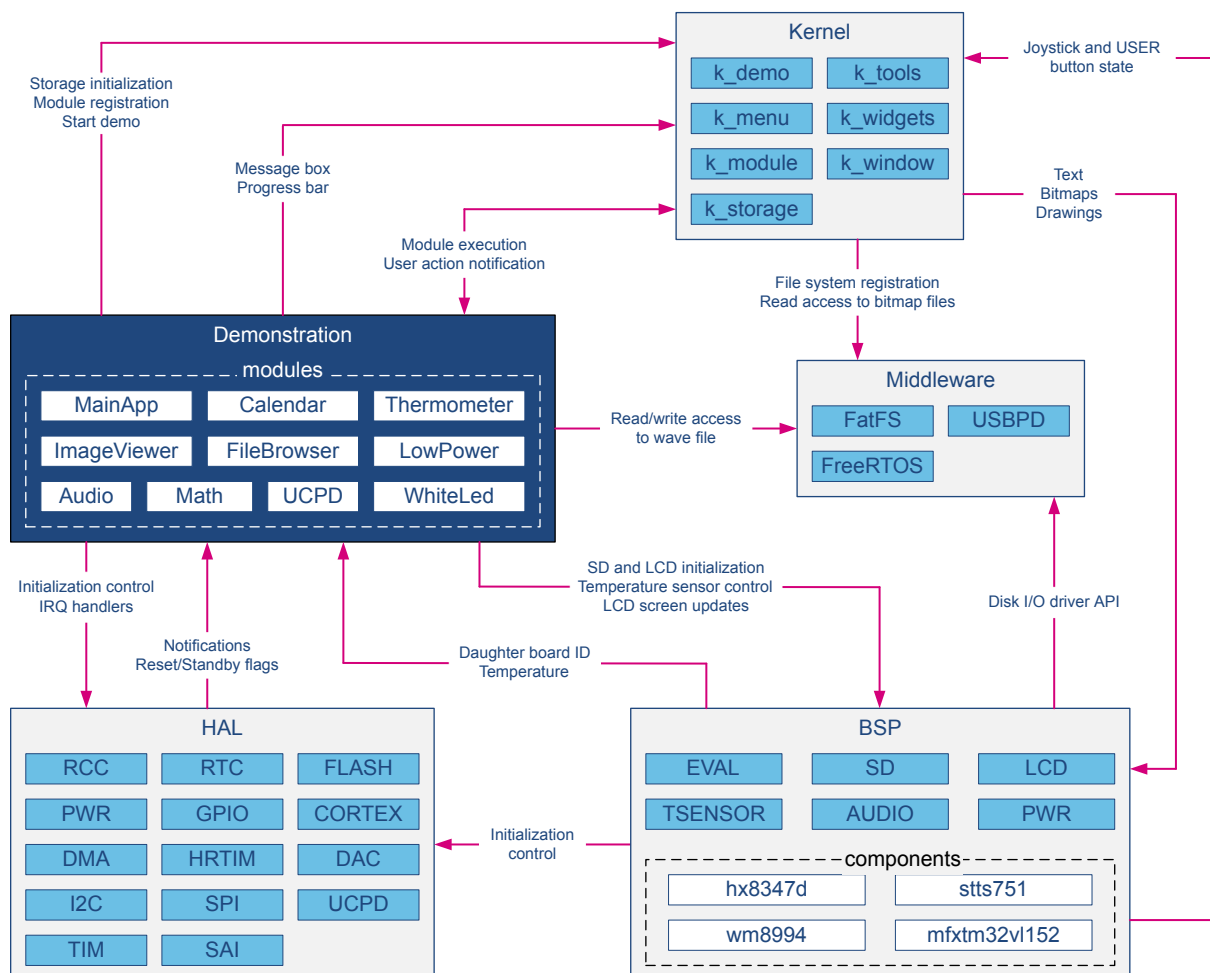 Kernel
k_demo
k_tools
k_menu
k_widgets
k_module
k_window
k_storage
Joystick and USER
button state
Storage initialization
Module registration
Start demo
Message box
Progress bar
Text
Bitmaps
Drawings
Module execution
User action notification
File system registration
Read access to bitmap files
Demonstration
modules
MainApp
Calendar
Thermometer
ImageViewer
FileBrowser
LowPower
Audio
Math
UCPD
WhiteLed
Read/write access
to wave file
Middleware
FatFS
USBPD
FreeRTOS
Initialization control
IRQ handlers
Notifications
Reset/Standby flags
SD and LCD initialization
Temperature sensor control
LCD screen updates
Daughter board ID
Temperature
Disk I/O driver API
HAL
RCC
RTC
FLASH
PWR
GPIO
CORTEX
DMA
HRTIM
DAC
I2C
SPI
UCPD
TIM
SAI
Initialization
control
BSP
EVAL
SD
LCD
TSENSOR
AUDIO
PWR
components
hx8347d
stts751
wm8994
mfxtm32vl152